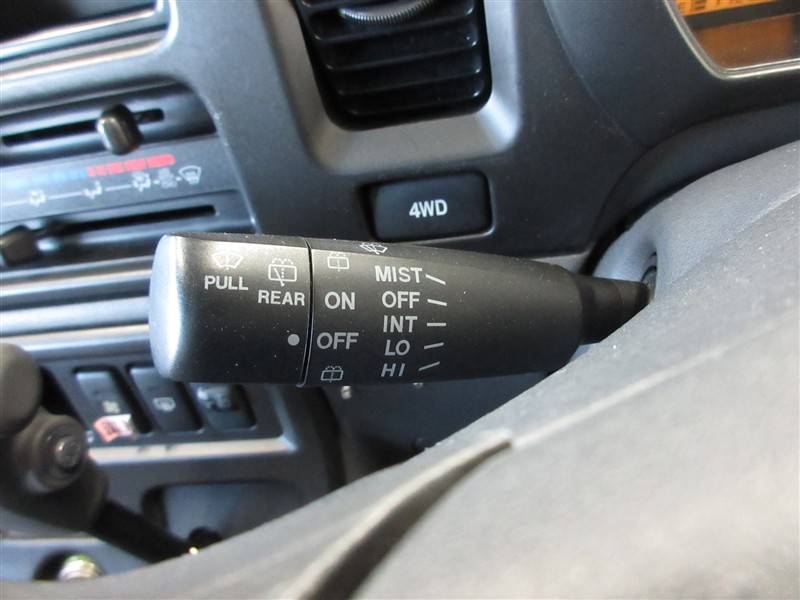 4WD
PULL
REAR
ON
OFF
MIST
OFF
INT
LO
HI